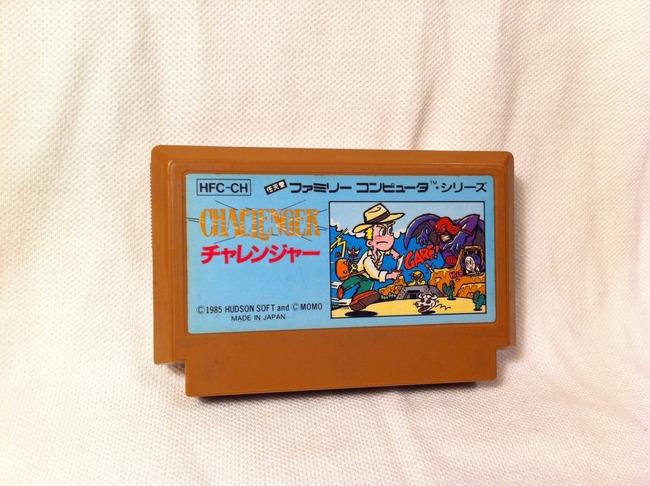 HFC-CH
任天堂 ファミリー コンピュータ™ シリーズ
CHALLENGER
チャレンジャー
GARF!
©1985 HUDSON SOFT and ©MOMO
MADE IN JAPAN